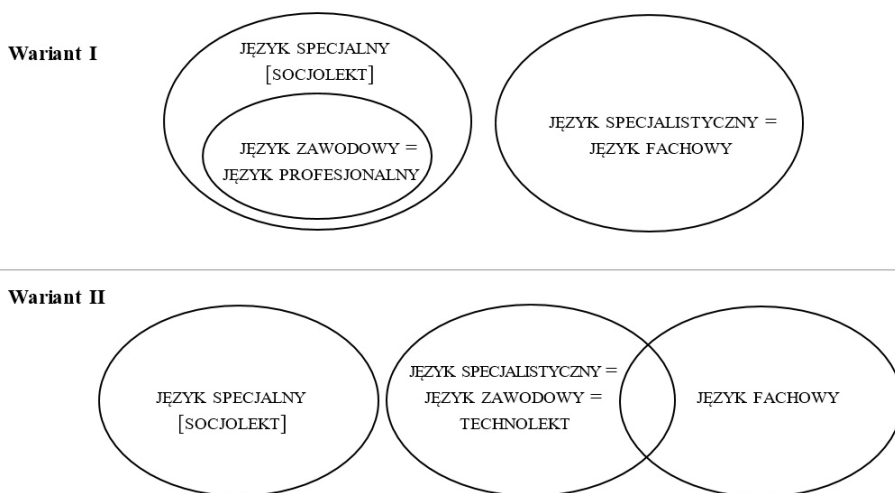 Wariant I
JĘZYK SPECJALNY
[SOCJOLEKT]
JĘZYK ZAWODOWY =
JĘZYK PROFESJONALNY
JĘZYK SPECJALISTYCZNY =
JĘZYK FACHOWY
Wariant II
JĘZYK SPECJALNY
[SOCJOLEKT]
JĘZYK SPECJALISTYCZNY =
JĘZYK ZAWODOWY =
TECHNOLEKT
JĘZYK FACHOWY